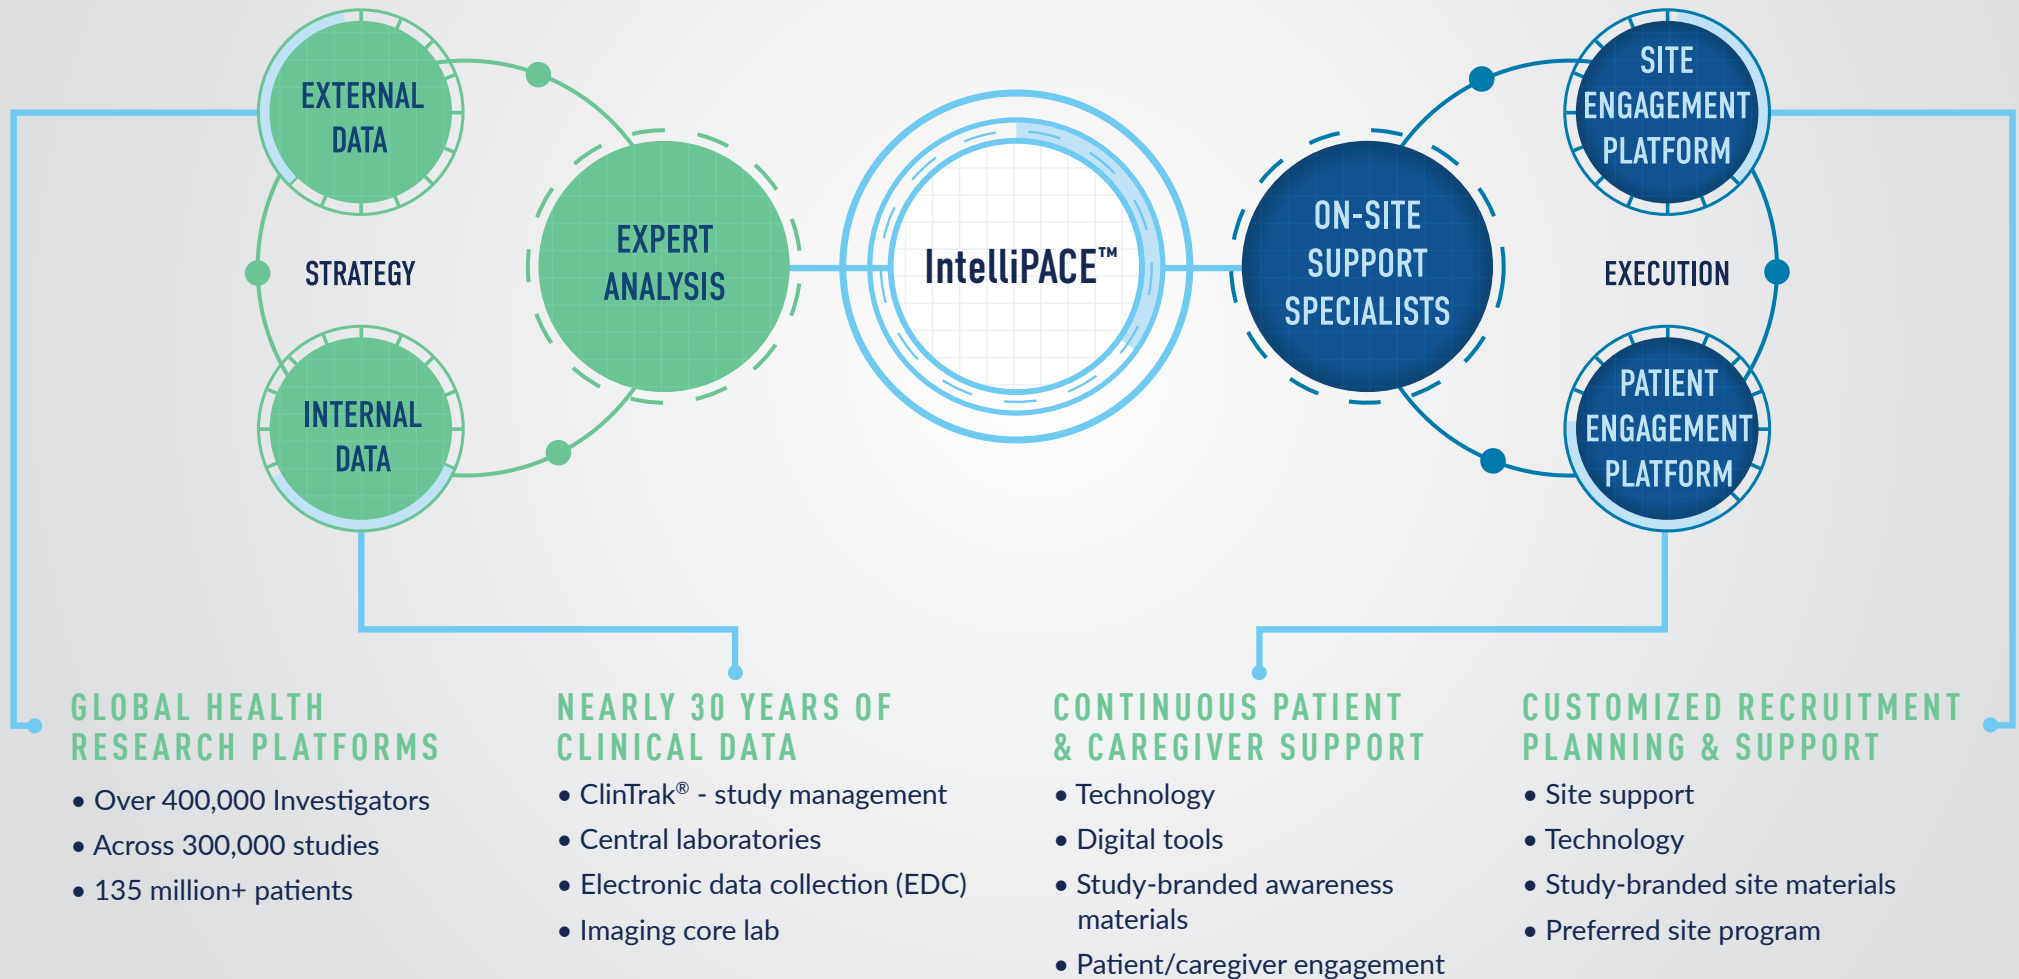 EXTERNAL
DATA
STRATEGY
INTERNAL
DATA
EXPERT
ANALYSIS
IntelliPACE™
ON-SITE
SUPPORT
SPECIALISTS
SITE
ENGAGEMENT
PLATFORM
EXECUTION
PATIENT
ENGAGEMENT
PLATFORM
GLOBAL HEALTH
RESEARCH PLATFORMS
• Over 400,000 Investigators
• Across 300,000 studies
• 135 million+ patients
NEARLY 30 YEARS OF
CLINICAL DATA
• ClinTrak® - study management
• Central laboratories
• Electronic data collection (EDC)
• Imaging core lab
CONTINUOUS PATIENT
& CAREGIVER SUPPORT
• Technology
• Digital tools
• Study-branded awareness
materials
• Patient/caregiver engagement
CUSTOMIZED RECRUITMENT
PLANNING & SUPPORT
• Site support
• Technology
• Study-branded site materials
• Preferred site program